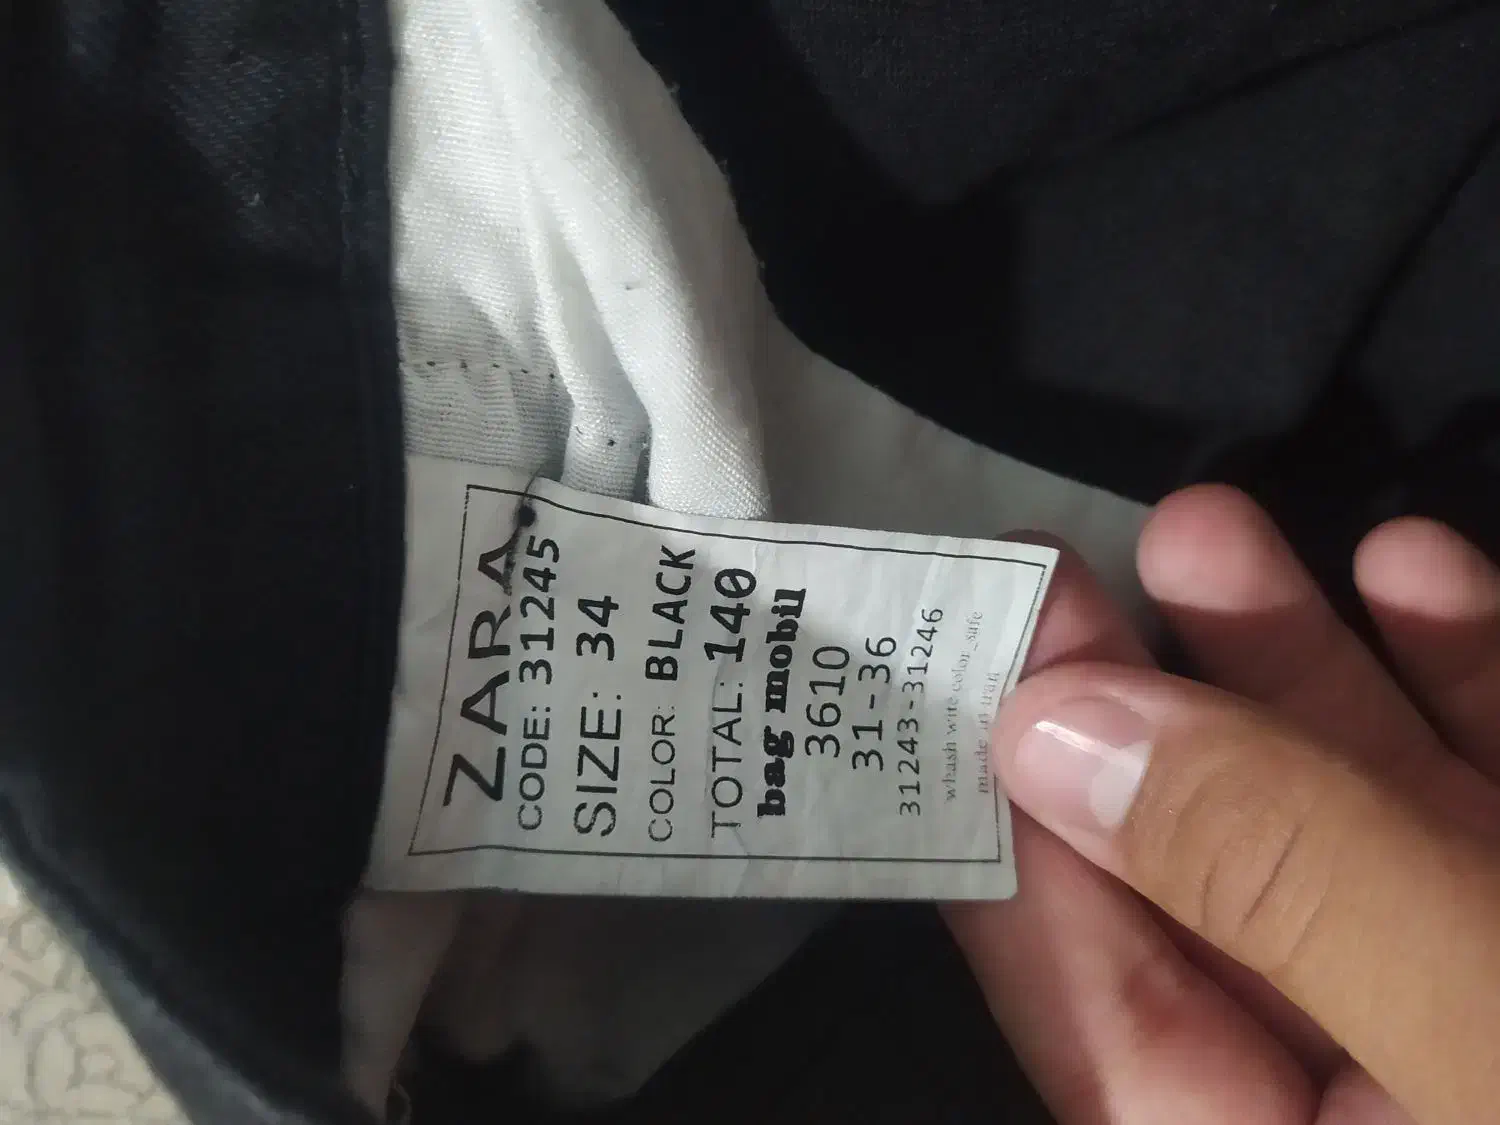 ZARA
CODE: 31245
SIZE: 34
COLOR: BLACK
TOTAL: 140
bag mobil
3610
31-36
31243-31246
whash wite color_safe
made in iran